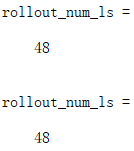 rollout_num_ls =
48
rollout_num_ls =
48